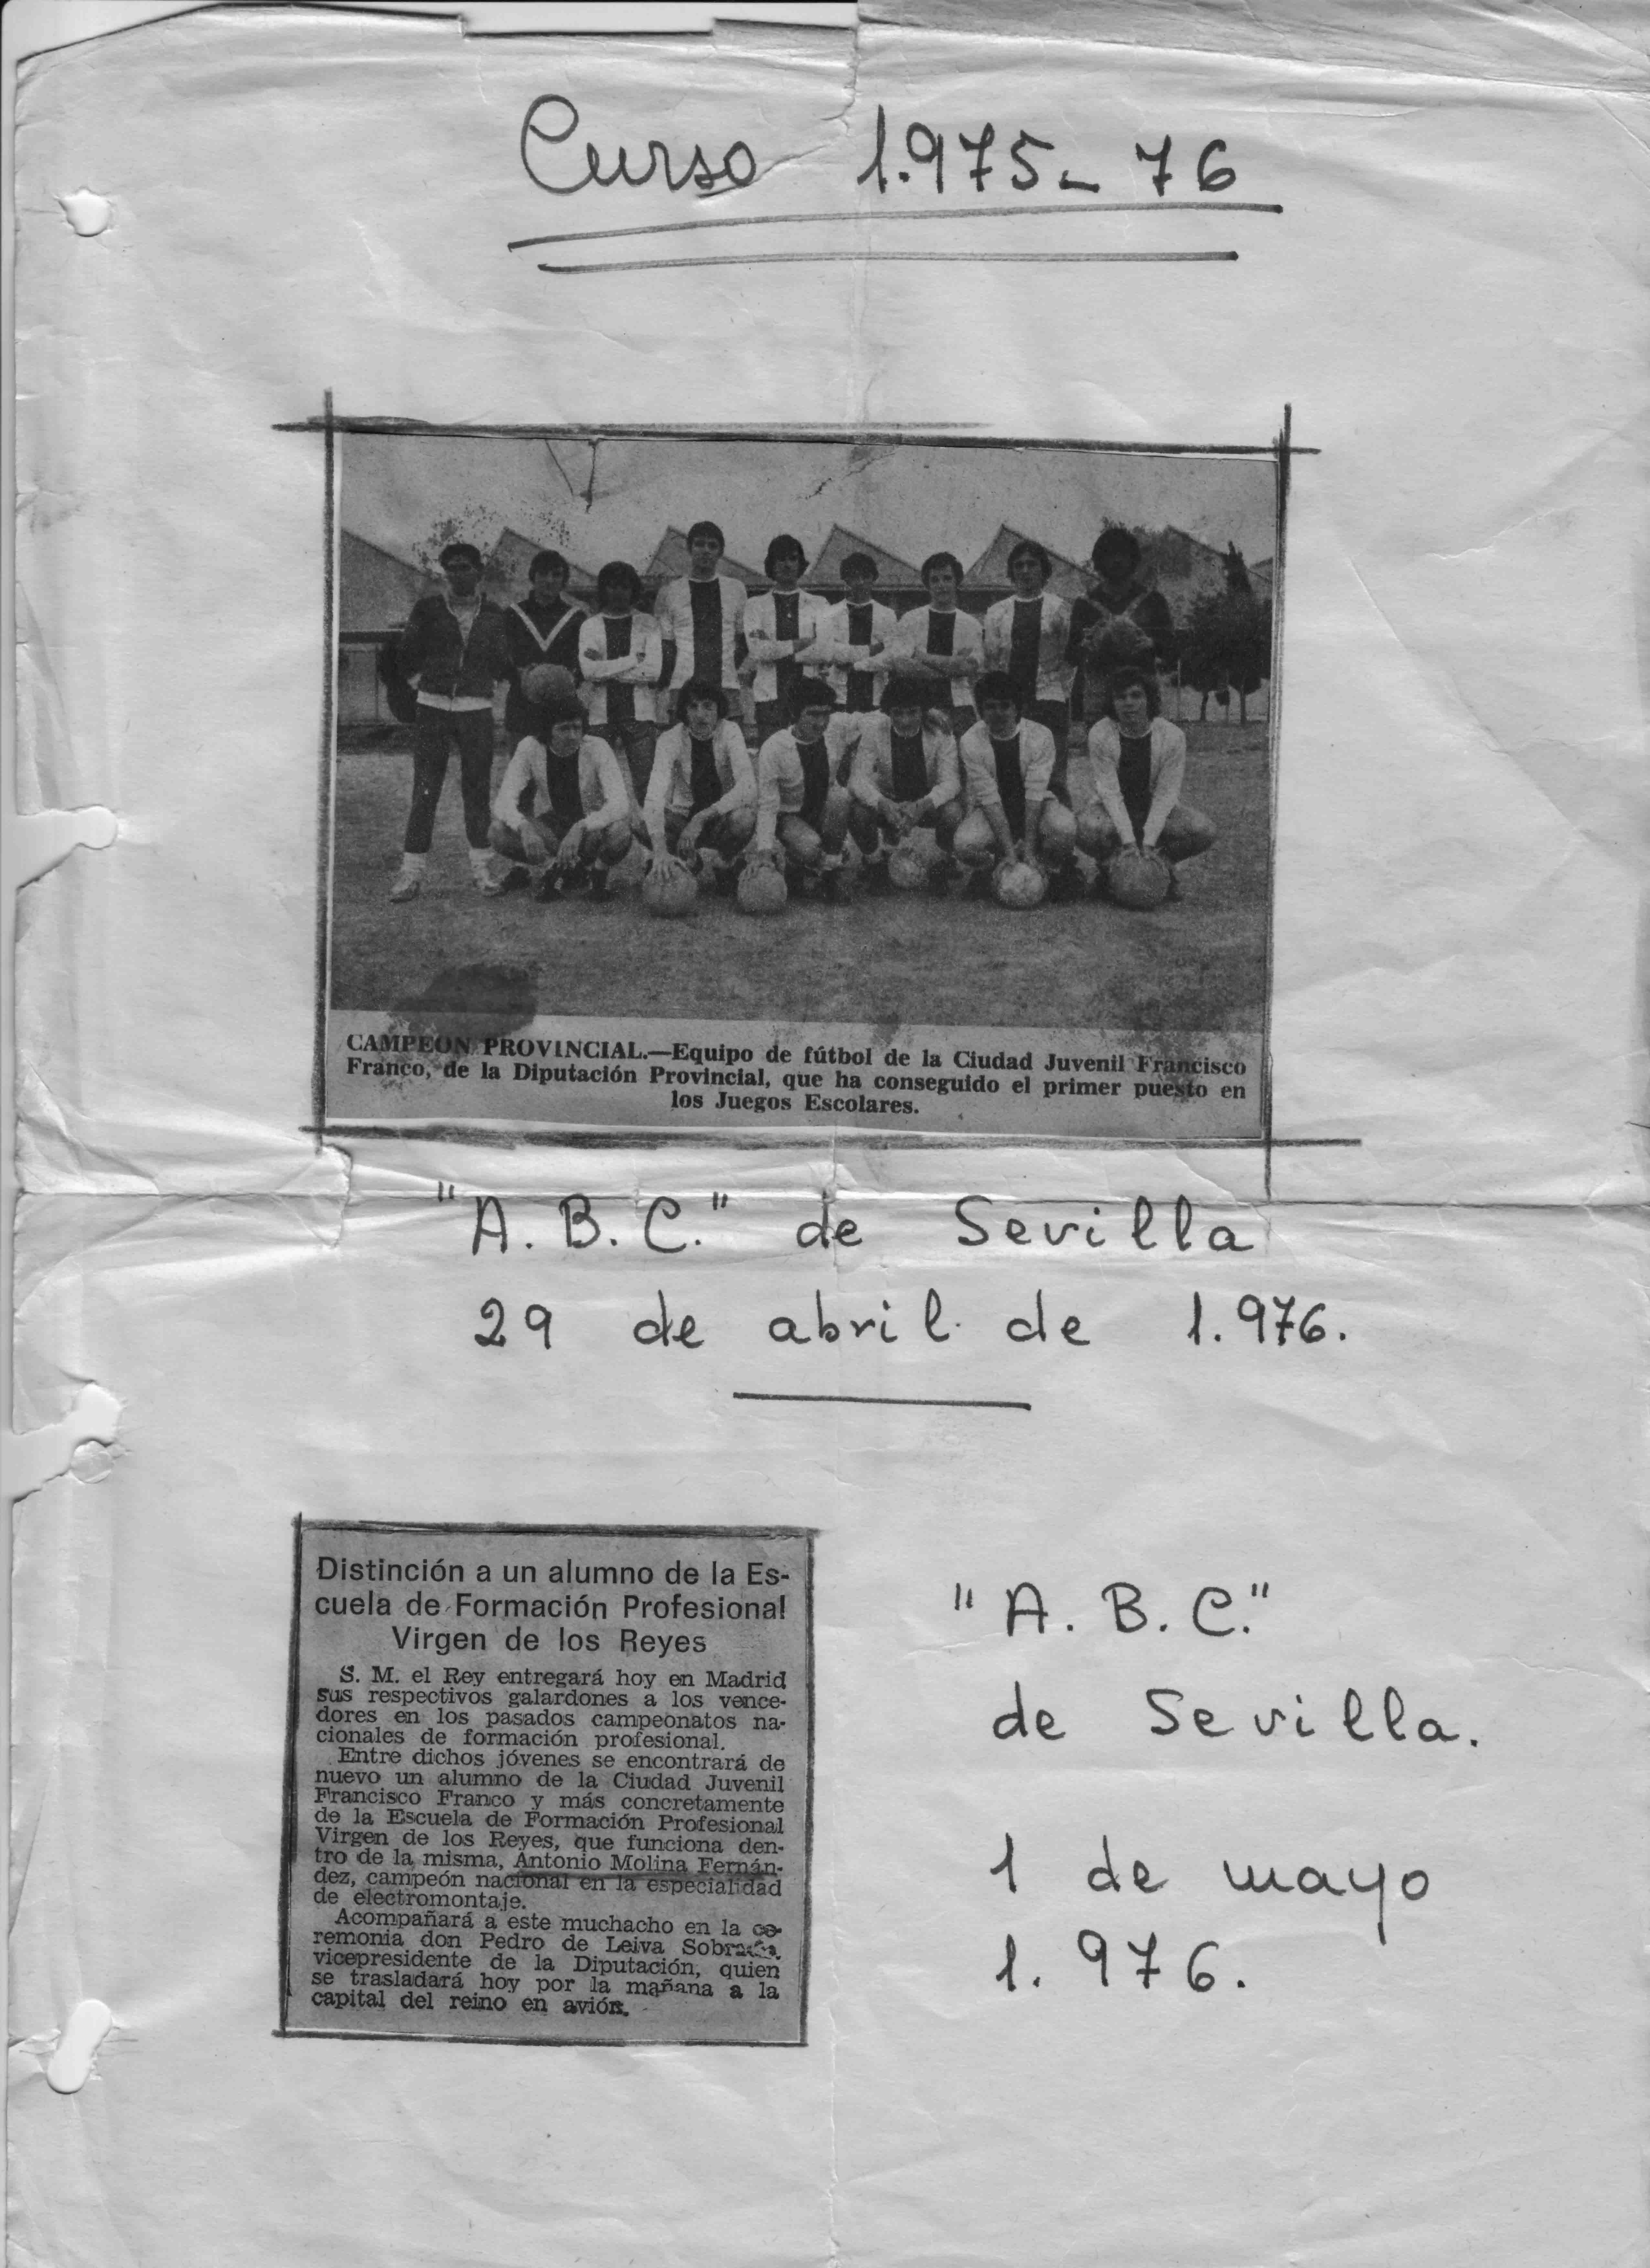 Curso 1.975-76
CAMPEON PROVINCIAL.—Equipo de fútbol de la Ciudad Juvenil Francisco
Franco, de la Diputación Provincial, que ha conseguido el primer puesto en
los Juegos Escolares.
"A.B.C." de Sevilla
29 de abril de 1.976.
Distinción a un alumno de la Es-
cuela de Formación Profesional
Virgen de los Reyes
S. M. el Rey entregará hoy en Madrid
sus respectivos galardones a los vence-
dores en los pasados campeonatos na-
cionales de formación profesional.
Entre dichos jóvenes se encontrará de
nuevo un alumno de la Ciudad Juvenil
Francisco Franco y más concretamente
de la Escuela de Formación Profesional
Virgen de los Reyes, que funciona den-
tro de la misma, Antonio Molina Fernán-
dez, campeón nacional en la especialidad
de electromontaje.
Acompañará a este muchacho en la ce-
remonia don Pedro de Leiva
vicepresidente de la Diputación, quien
se trasladará hoy por la mañana a la
capital del reino en avión.
"A.B.C."
de Sevilla.
1 de mayo
1.976.